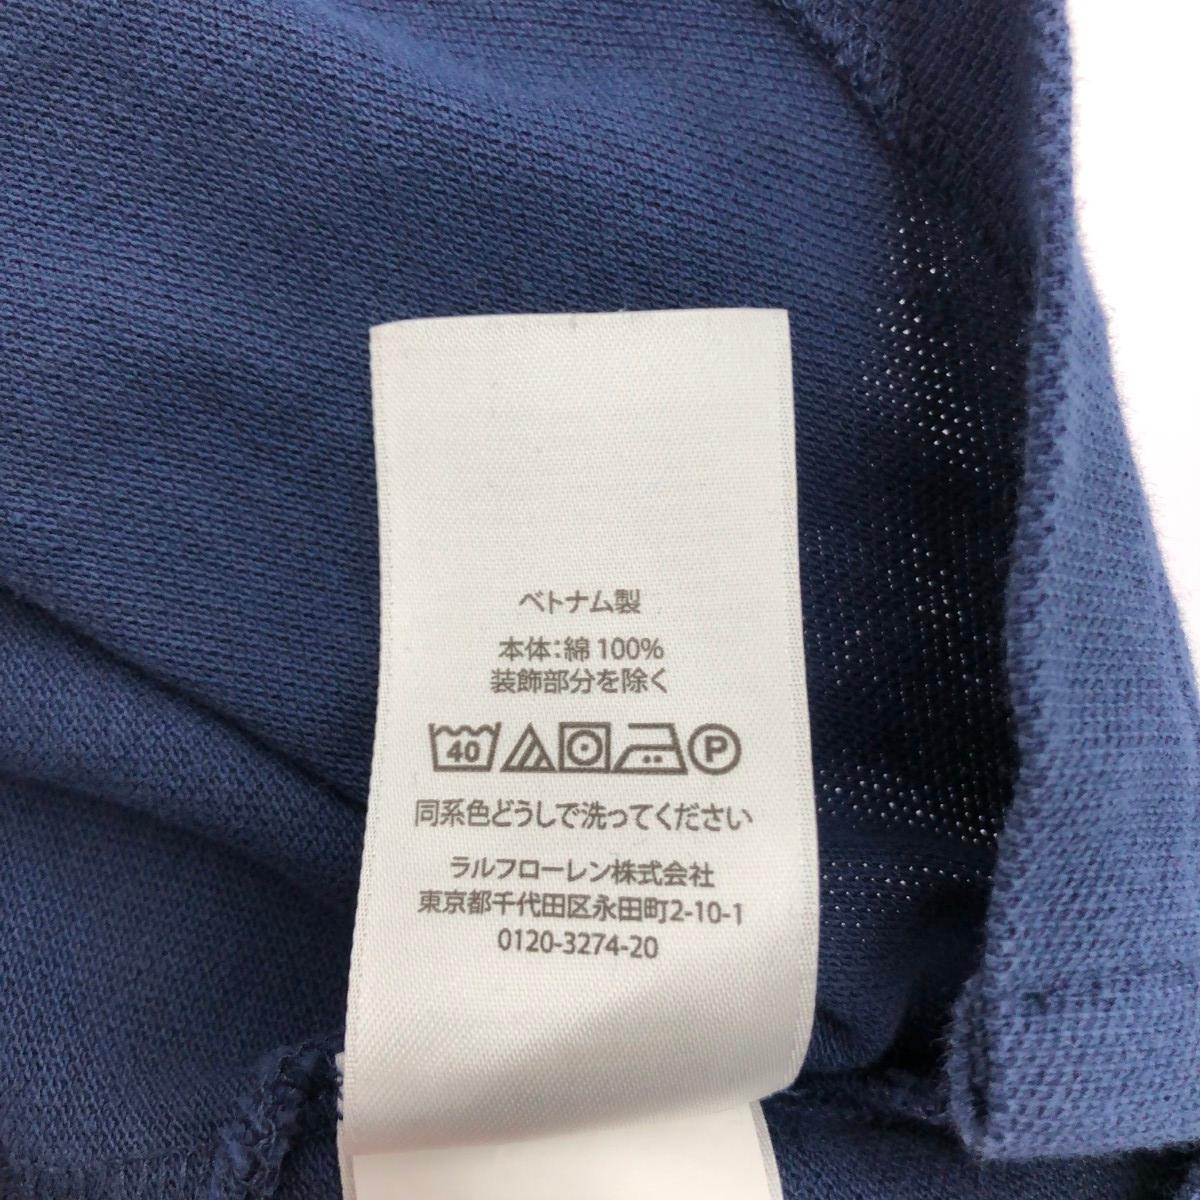 ベトナム製
本体:綿100%
装飾部分を除く
40 P
同系色どうしで洗ってください
ラルフローレン株式会社
東京都千代田区永田町2-10-1
0120-3274-20